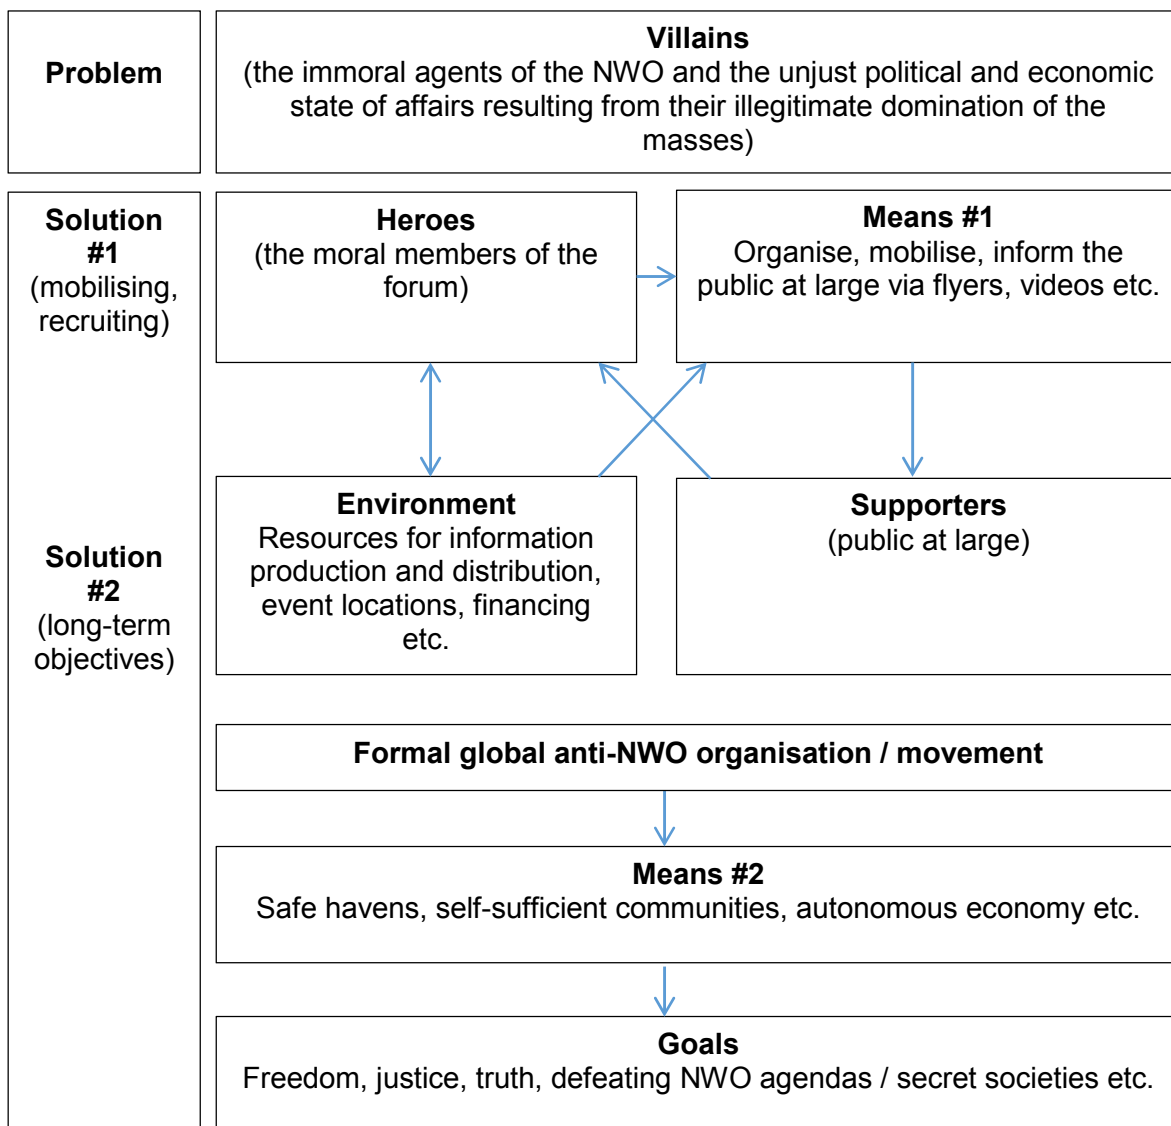 Problem
Villains
(the immoral agents of the NWO and the unjust political and economic
state of affairs resulting from their illegitimate domination of the
masses)
Solution
#1
(mobilising,
recruiting)
Heroes
(the moral members of the
forum)
Means #1
Organise, mobilise, inform the
public at large via flyers, videos etc.
Solution
#2
(long-term
objectives)
Environment
Resources for information
production and distribution,
event locations, financing
etc.
Supporters
(public at large)
Formal global anti-NWO organisation / movement
Means #2
Safe havens, self-sufficient communities, autonomous economy etc.
Goals
Freedom, justice, truth, defeating NWO agendas / secret societies etc.